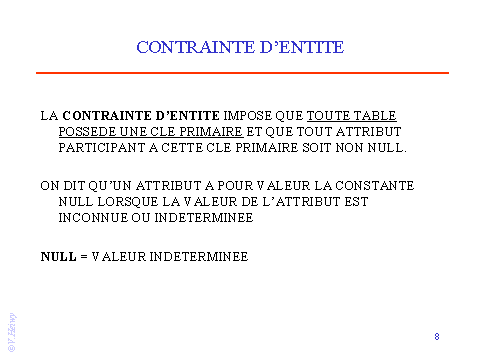 CONTRAINTE D'ENTITE
LA CONTRAINTE D'ENTITE IMPOSE QUE TOUTE TABLE
POSSEDE UNE CLE PRIMAIRE ET QUE TOUT ATTRIBUT
PARTICIPANT A CETTE CLE PRIMAIRE SOIT NON NULL.
ON DIT QU'UN ATTRIBUT A POUR VALEUR LA CONSTANTE
NULL LORSQUE LA VALEUR DE L'ATTRIBUT EST
INCONNUE OU INDETERMINEE
NULL = VALEUR INDETERMINEE
8